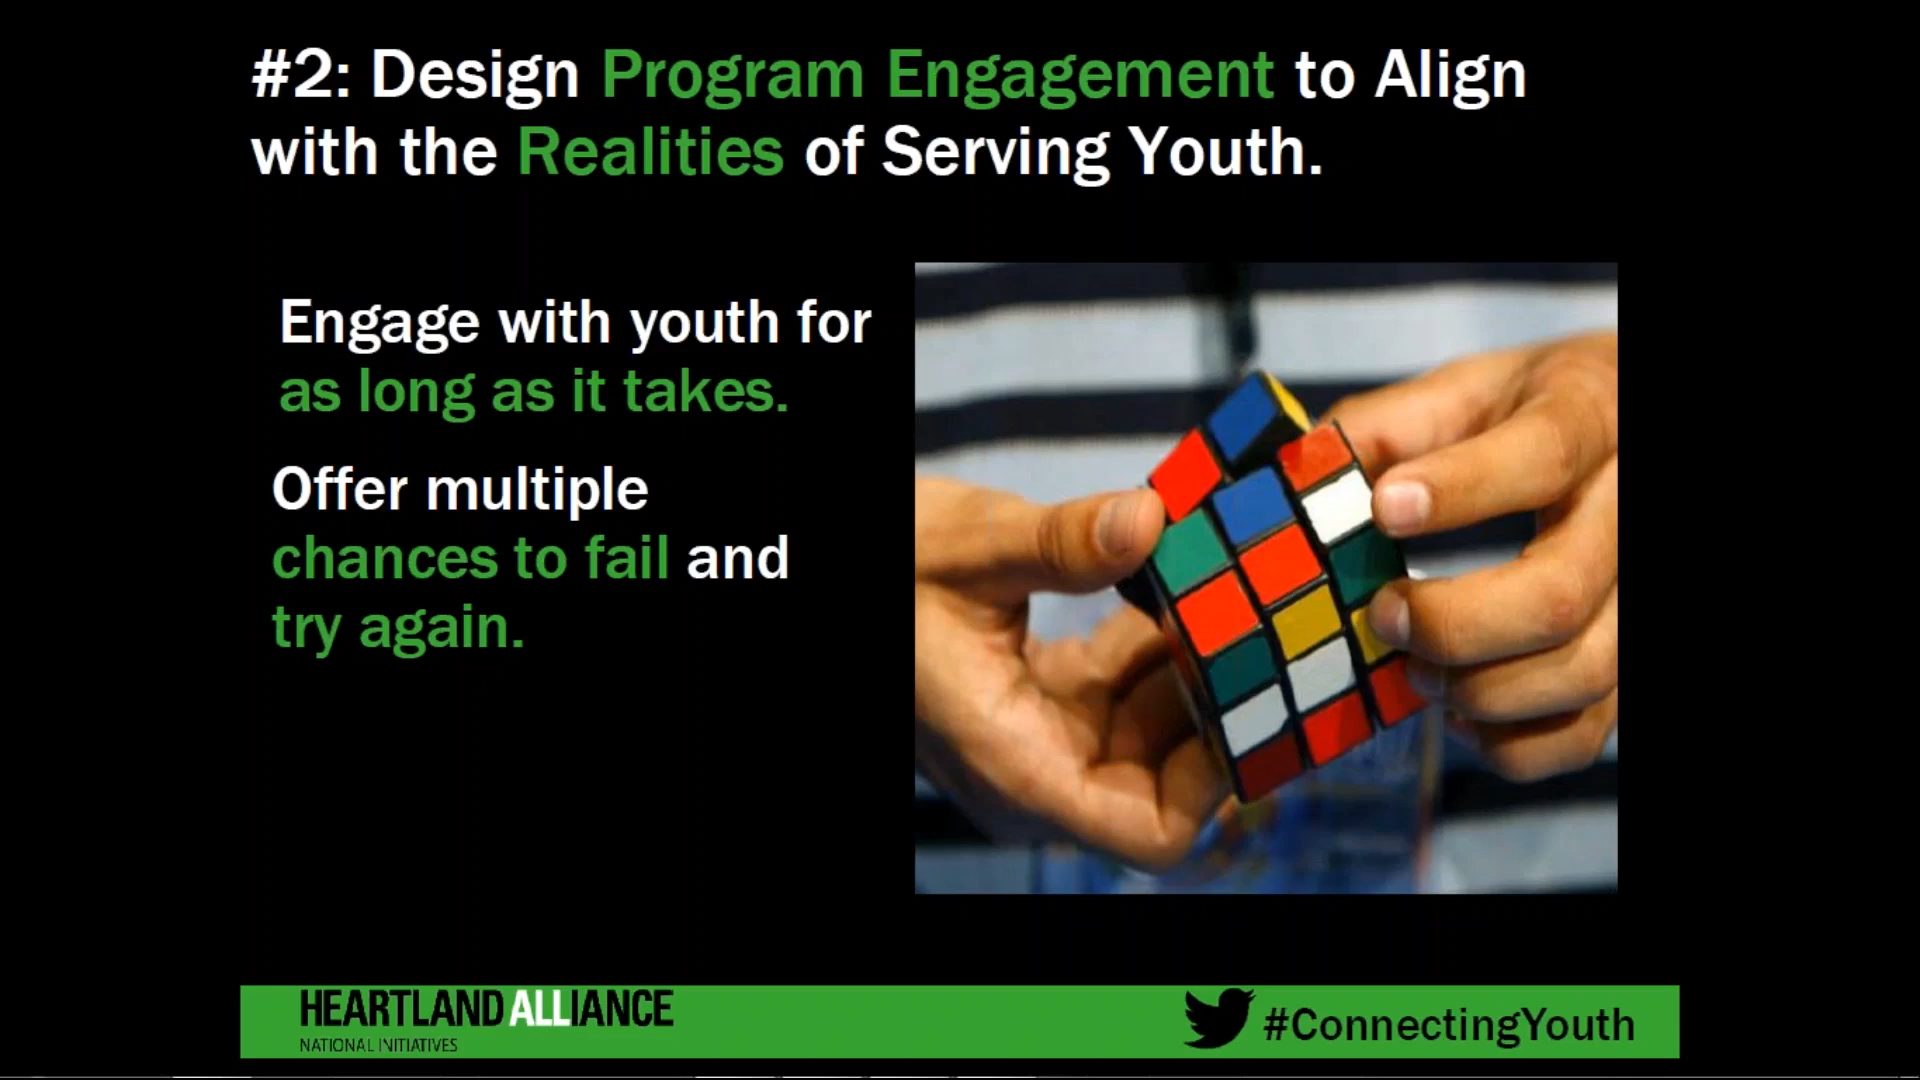 #2: Design Program Engagement to Align
with the Realities of Serving Youth.
Engage with youth for
as long as it takes.
Offer multiple
chances to fail and
try again.
HEARTLAND ALLIANCE
NATIONAL INITIATIVES
#ConnectingYouth